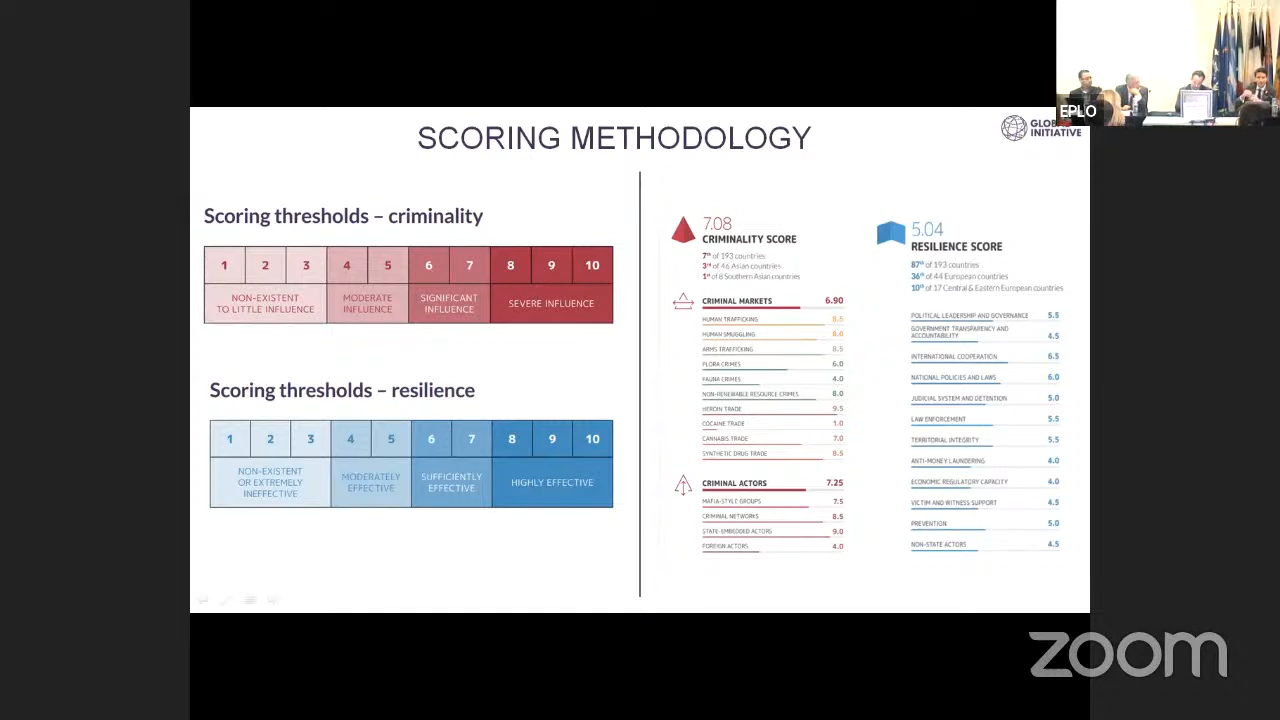 EPLO
GLOBAL
INITIATIVE
SCORING METHODOLOGY
Scoring thresholds – criminality
1 2 3 4 5 6 7 8 9 10
NON-EXISTENT
TO LITTLE INFLUENCE
MODERATE
INFLUENCE
SIGNIFICANT
INFLUENCE
SEVERE INFLUENCE
Scoring thresholds – resilience
1 2 3 4 5 6 7 8 9 10
NON-EXISTENT
OR EXTREMELY
INEFFECTIVE
MODERATELY
EFFECTIVE
SUFFICIENTLY
EFFECTIVE
HIGHLY EFFECTIVE
7.08
CRIMINALITY SCORE
7th of 193 countries
3rd of 46 Asian countries
1st of 8 Southern Asian countries
CRIMINAL MARKETS 6.90
HUMAN TRAFFICKING 8.5
HUMAN SMUGGLING 8.0
ARMS TRAFFICKING 8.5
FLORA CRIMES 6.0
FAUNA CRIMES 4.0
NON-RENEWABLE RESOURCE CRIMES 8.0
HEROIN TRADE 9.5
COCAINE TRADE 1.0
CANNABIS TRADE 7.0
SYNTHETIC DRUG TRADE 8.5
CRIMINAL ACTORS 7.25
MAFIA-STYLE GROUPS 7.5
CRIMINAL NETWORKS 8.5
STATE-EMBEDDED ACTORS 9.0
FOREIGN ACTORS 4.0
5.04
RESILIENCE SCORE
87th of 193 countries
36th of 44 European countries
10th of 17 Central & Eastern European countries
POLITICAL LEADERSHIP AND GOVERNANCE 5.5
GOVERNMENT TRANSPARENCY AND
ACCOUNTABILITY 4.5
INTERNATIONAL COOPERATION 6.5
NATIONAL POLICIES AND LAWS 6.0
JUDICIAL SYSTEM AND DETENTION 5.0
LAW ENFORCEMENT 5.5
TERRITORIAL INTEGRITY 5.5
ANTI-MONEY LAUNDERING 4.0
ECONOMIC REGULATORY CAPACITY 4.0
VICTIM AND WITNESS SUPPORT 4.5
PREVENTION 5.0
NON-STATE ACTORS 4.5
zoom